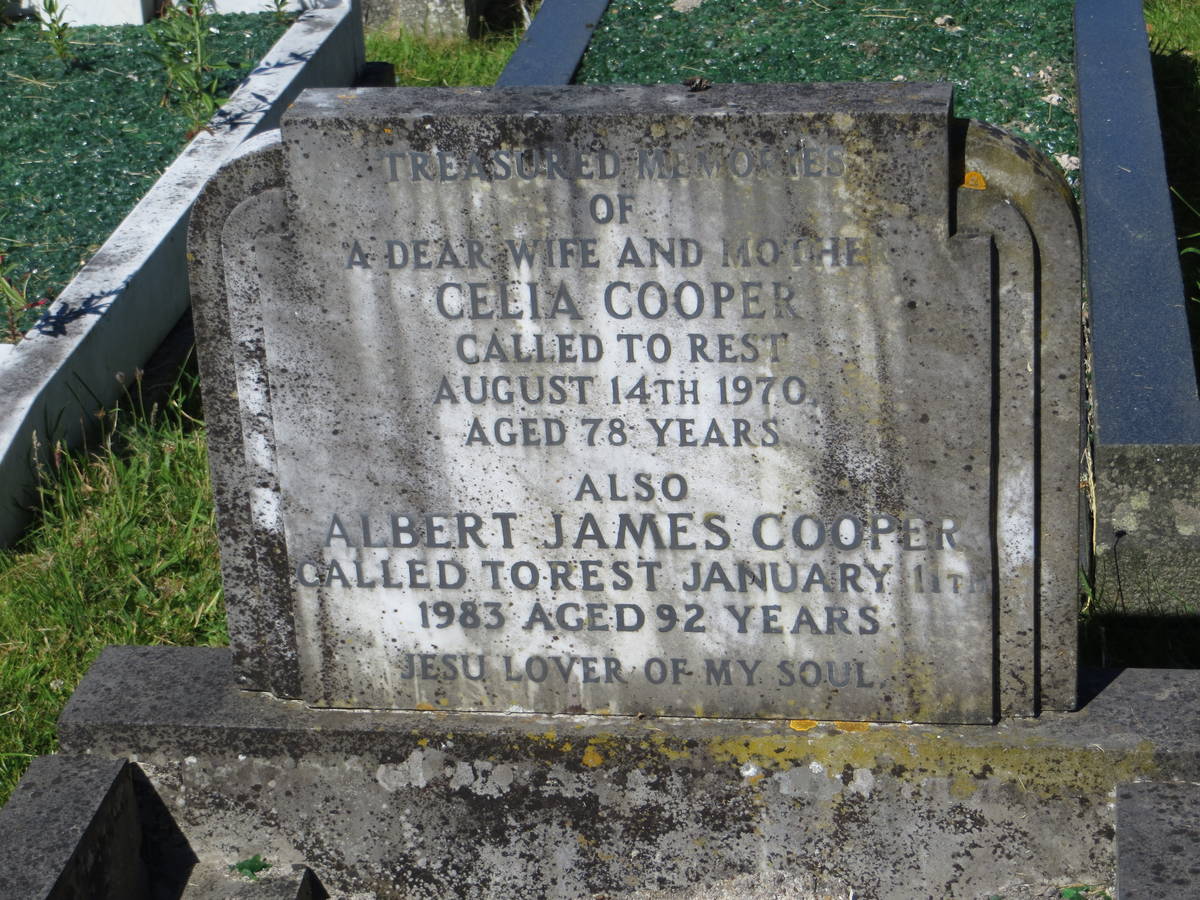 TREASURED MEMORIES
OF
A DEAR WIFE AND MOTHER
CELIA COOPER
CALLED TO REST
AUGUST 14TH 1970.
AGED 78 YEARS
ALSO
ALBERT JAMES COOPER
CALLED TO REST JANUARY 11TH
1983 AGED 92 YEARS
JESU LOVER OF MY SOUL.